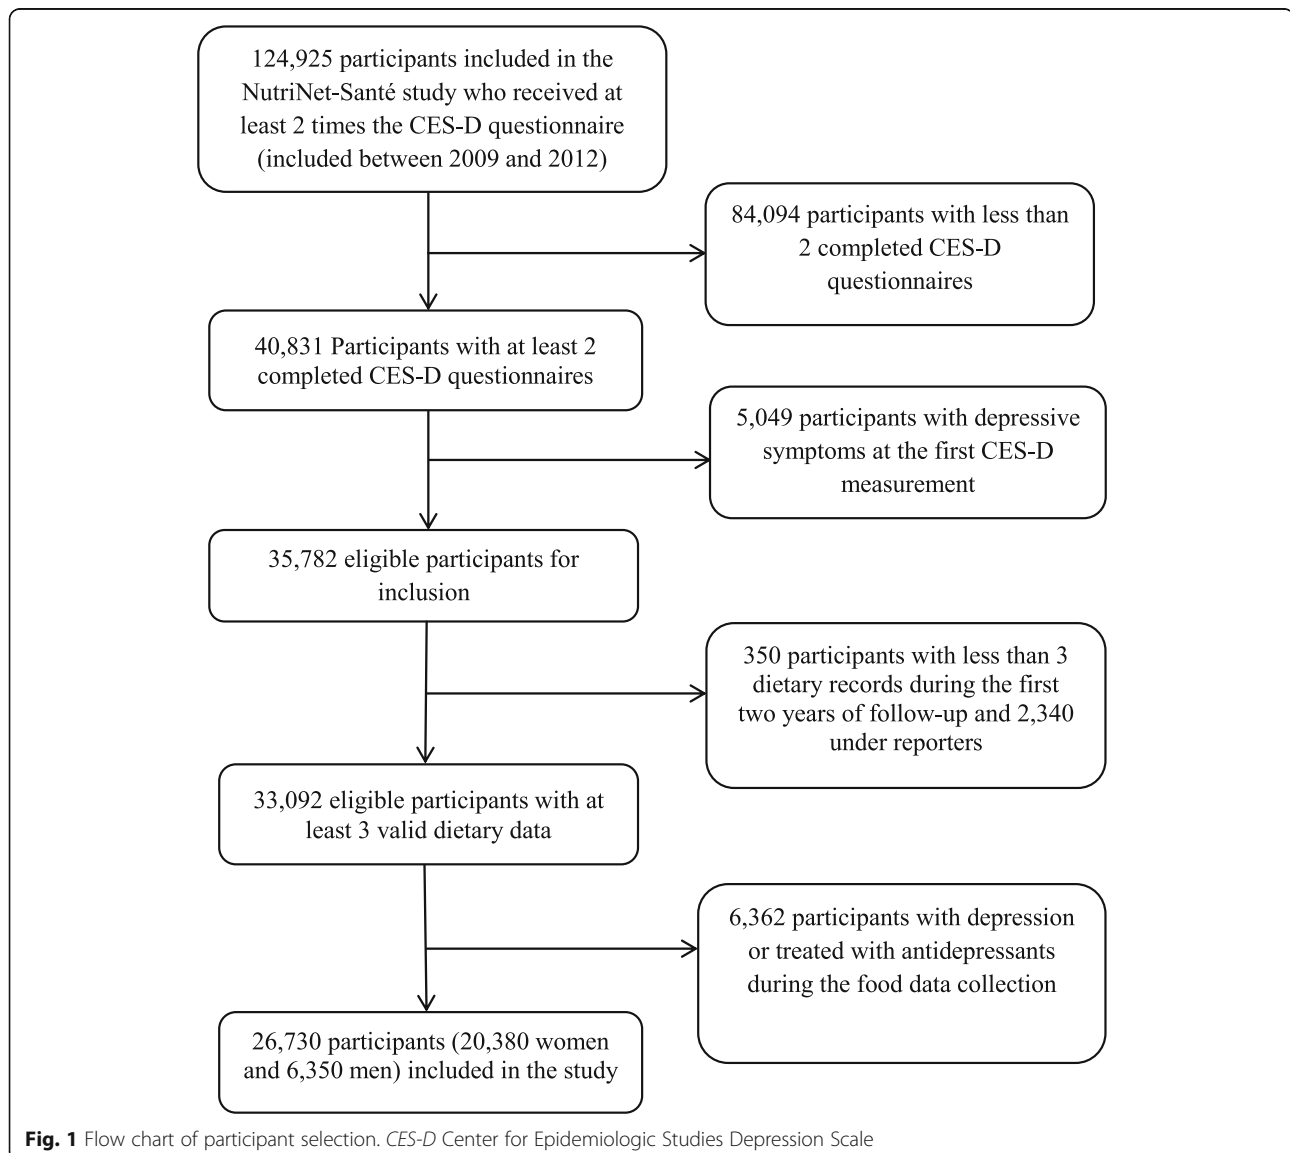 124,925 participants included in the
NutriNet-Santé study who received at
least 2 times the CES-D questionnaire
(included between 2009 and 2012)
84,094 participants with less than
2 completed CES-D
questionnaires
40,831 Participants with at least 2
completed CES-D questionnaires
5,049 participants with depressive
symptoms at the first CES-D
measurement
35,782 eligible participants for
inclusion
350 participants with less than 3
dietary records during the first
two years of follow-up and 2,340
under reporters
33,092 eligible participants with at
least 3 valid dietary data
6,362 participants with depression
or treated with antidepressants
during the food data collection
26,730 participants (20,380 women
and 6,350 men) included in the study
Fig. 1 Flow chart of participant selection. CES-D Center for Epidemiologic Studies Depression Scale